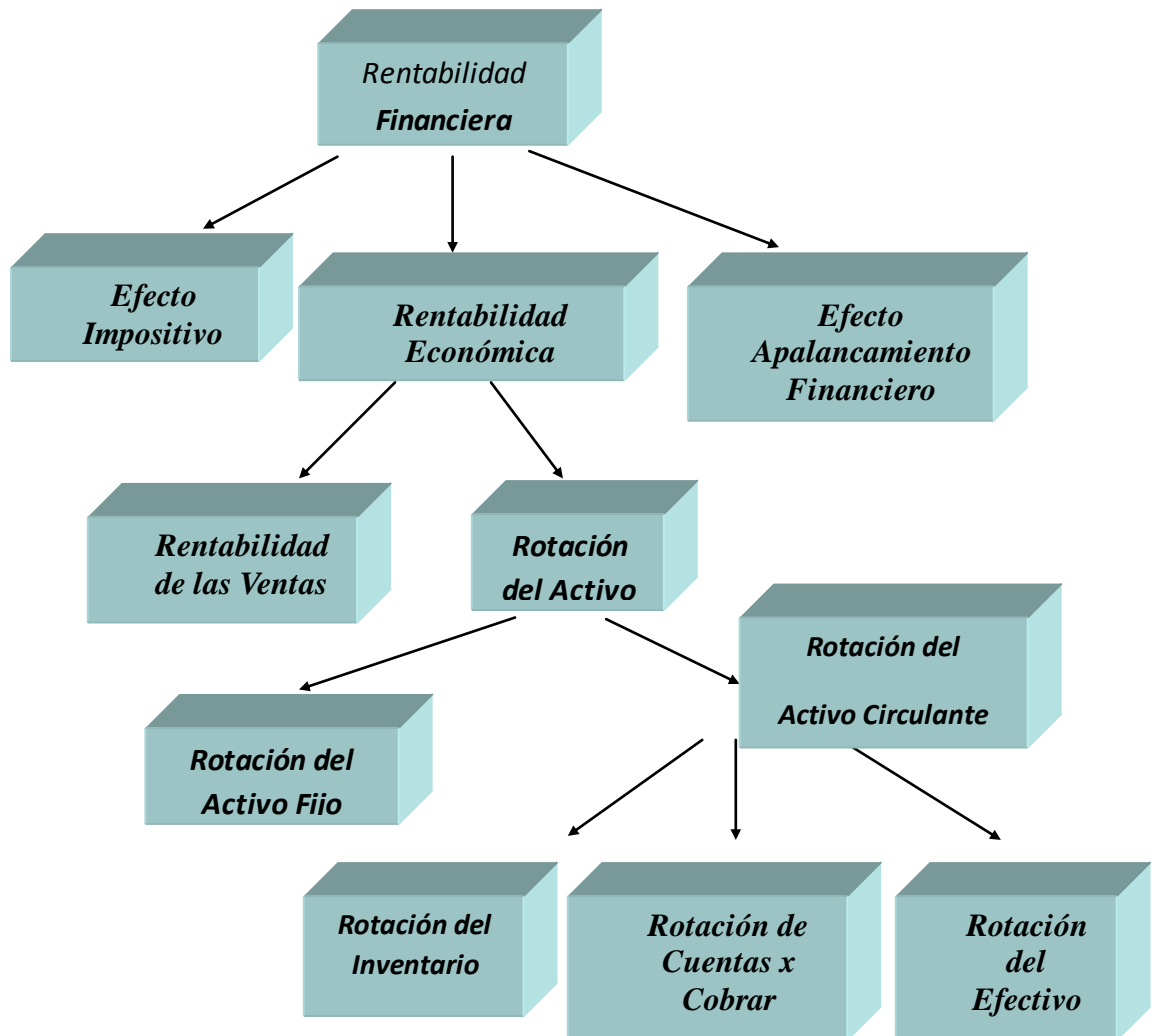 Rentabilidad
Financiera
Efecto
Impositivo
Rentabilidad
Económica
Efecto
Apalancamiento
Financiero
Rentabilidad
de las Ventas
Rotación
del Activo
Rotación del
Activo Circulante
Rotación del
Activo Fijo
Rotación del
Inventario
Rotación de
Cuentas x
Cobrar
Rotación
del
Efectivo